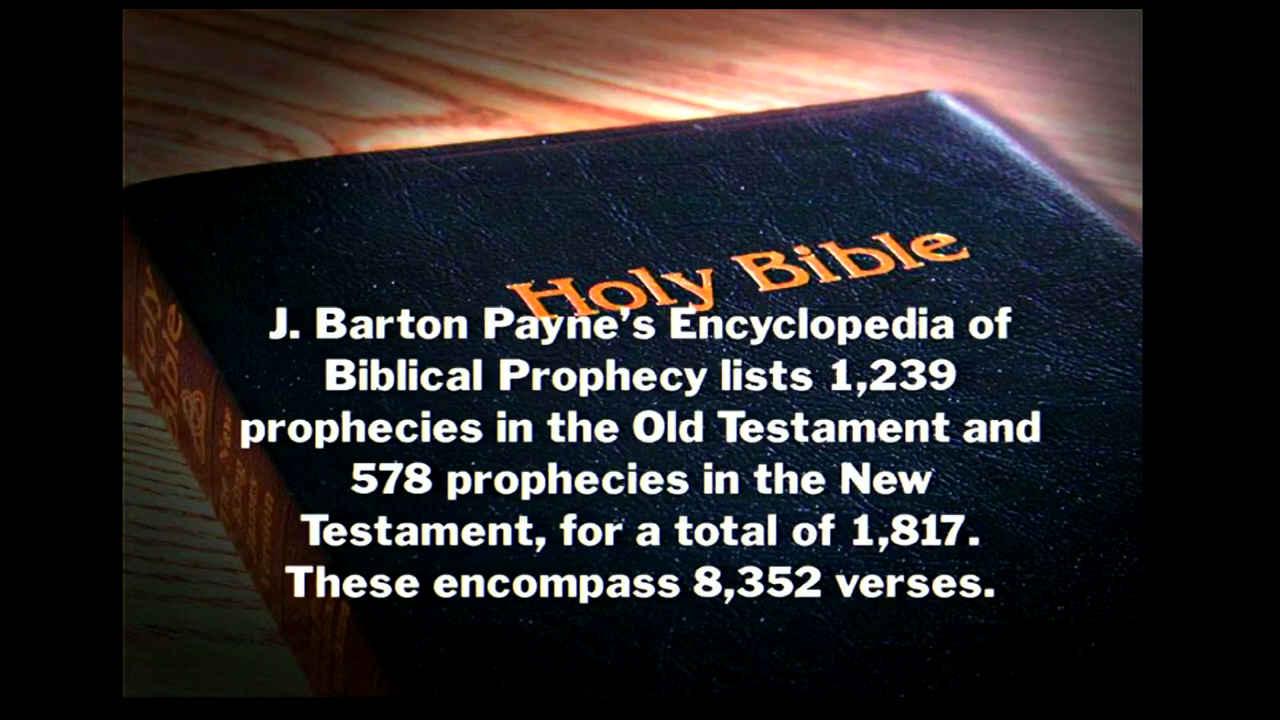 Holy Bible
J. Barton Payne’s Encyclopedia of
Biblical Prophecy lists 1,239
prophecies in the Old Testament and
578 prophecies in the New
Testament, for a total of 1,817.
These encompass 8,352 verses.
Holy
Bible